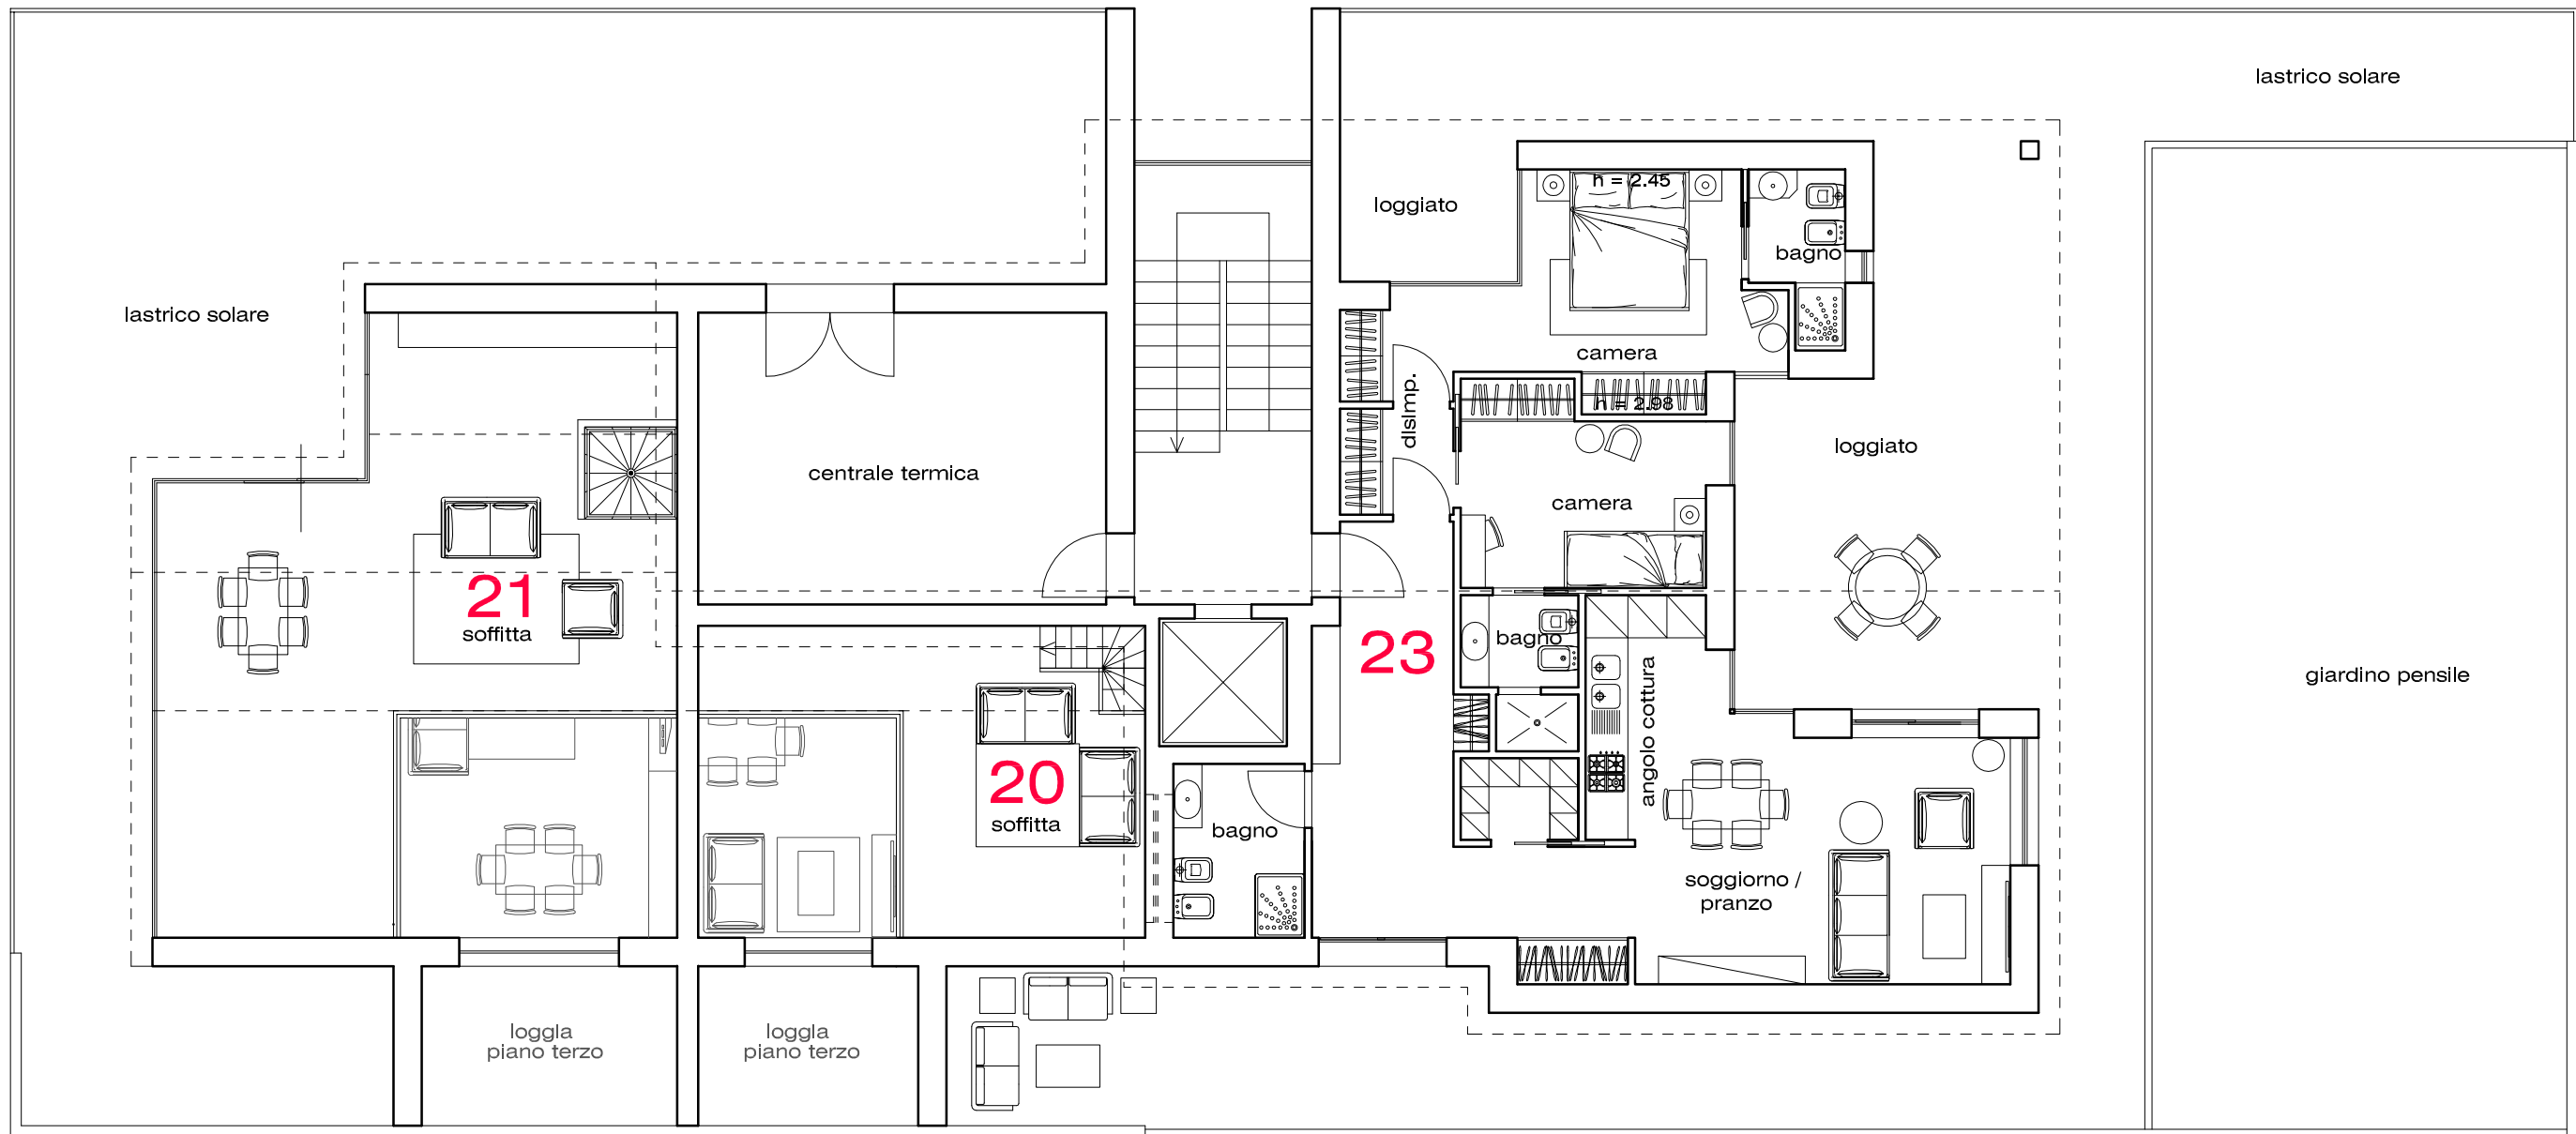 lastrico solare
h = 2.45
loggiato
bagno
lastrico solare
camera
dIsImp.
h = 2.98
loggiato
centrale termica
camera
21
soffitta
23
bagno
giardino pensile
angolo cottura
20
soffitta
bagno
soggiorno /
pranzo
loggIa
piano terzo
loggIa
piano terzo